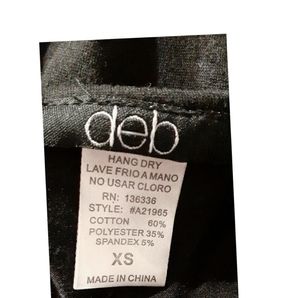 deb
HANG DRY
LAVE FRIO A MANO
NO USAR CLORO
RN: 136336
STYLE: #A21965
COTTON 60%
POLYESTER 35%
SPANDEX 5%
XS
MADE IN CHINA